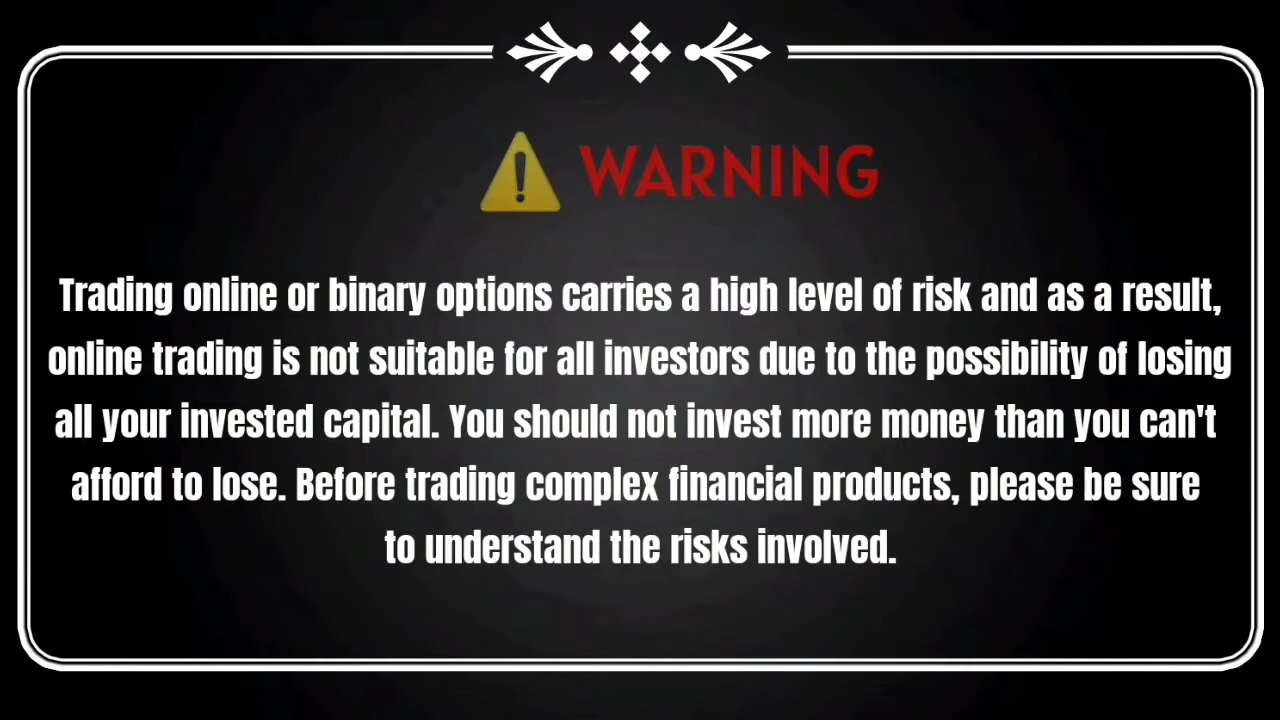 ⚠ WARNING
Trading online or binary options carries a high level of risk and as a result,
online trading is not suitable for all investors due to the possibility of losing
all your invested capital. You should not invest more money than you can't
afford to lose. Before trading complex financial products, please be sure
to understand the risks involved.